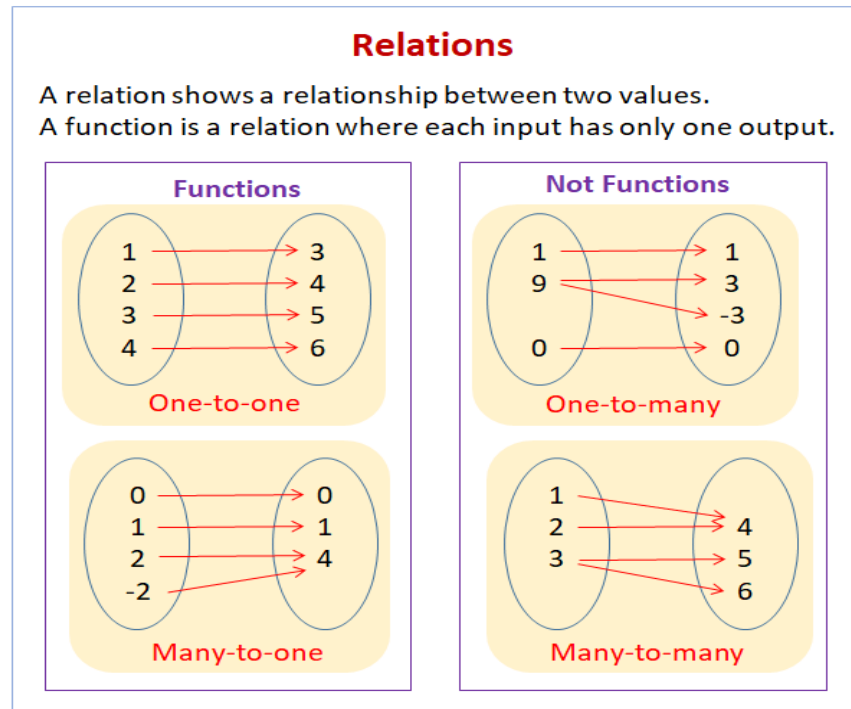 Relations
A relation shows a relationship between two values.
A function is a relation where each input has only one output.
Functions
1 3
2 4
3 5
4 6
One-to-one
0 0
1 1
2 4
-2
Many-to-one
Not Functions
1 1
9 3
-3
0 0
One-to-many
1
2 4
3 5
6
Many-to-many